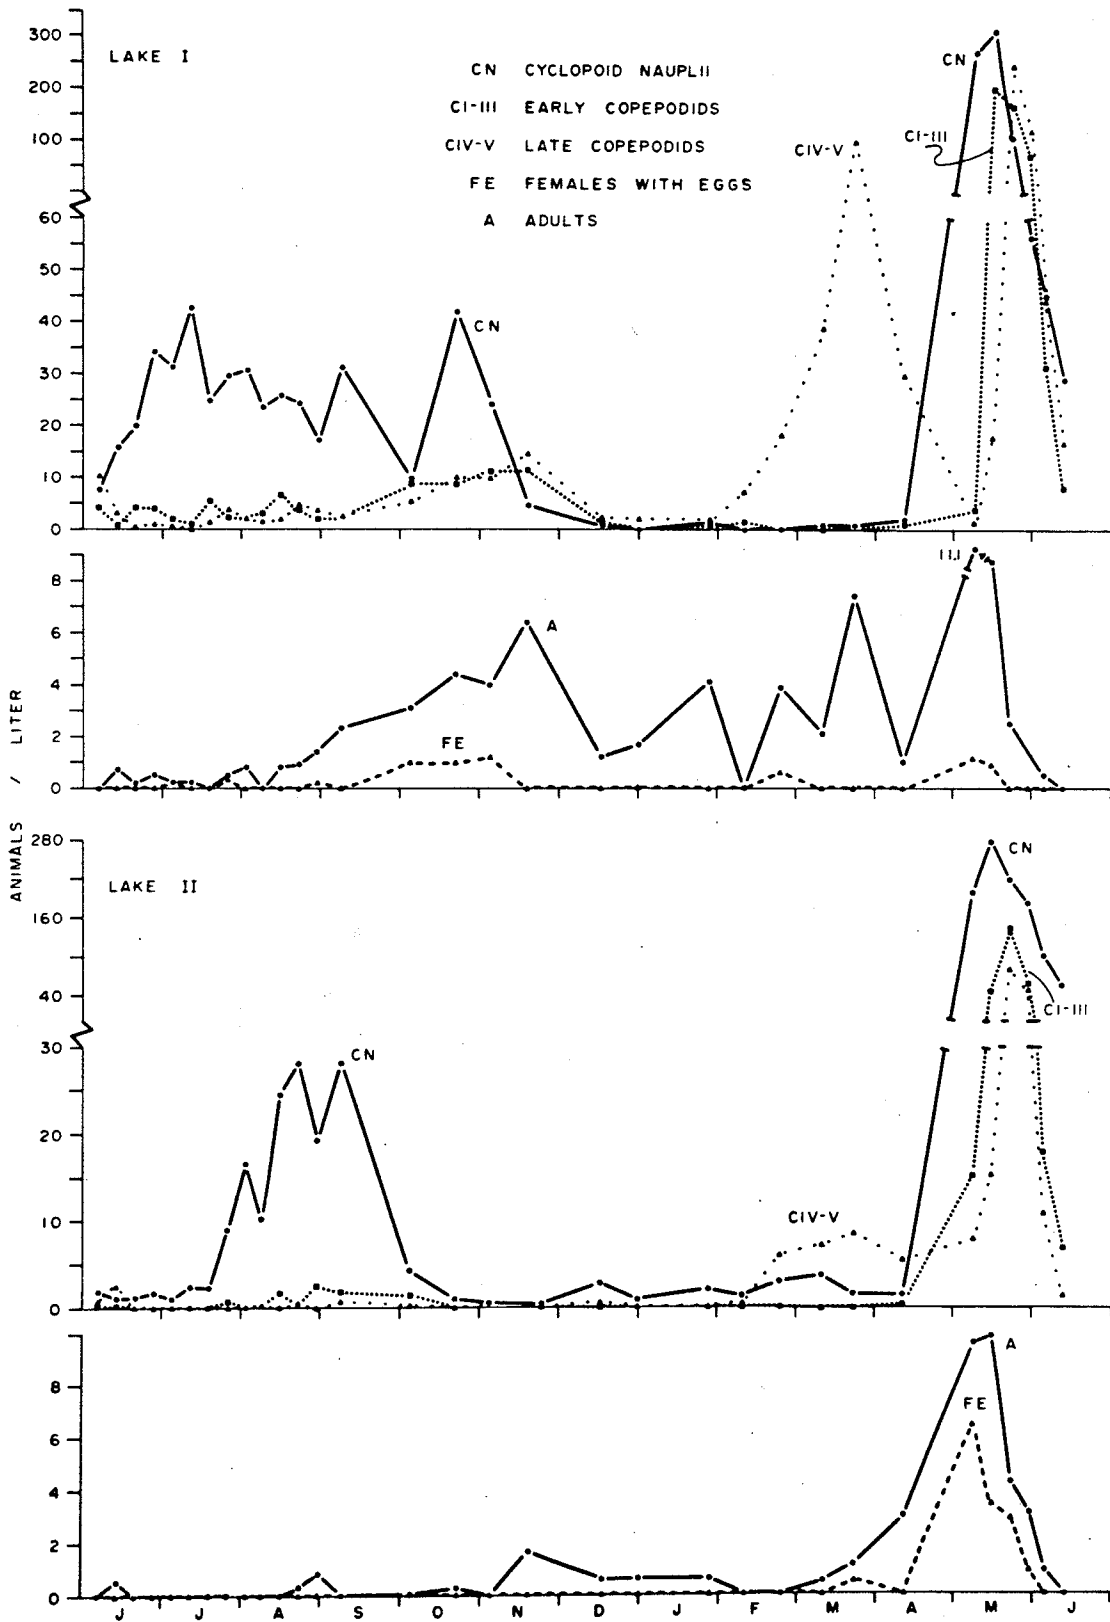 300
LAKE I
CN CYCLOPOID NAUPLII
CN
200
CI-III EARLY COPEPODIDS
CI-III
100
CIV-V LATE COPEPODIDS
CIV-V
FE FEMALES WITH EGGS
A ADULTS
60
50
40
CN
30
20
10
0
8
6
A
4
FE
2
0
ANIMALS / LITER
280
CN
LAKE II
160
40
CI-III
30
CN
20
10
CIV-V
0
A
8
FE
6
4
2
0
J J A S O N D J F M A M J